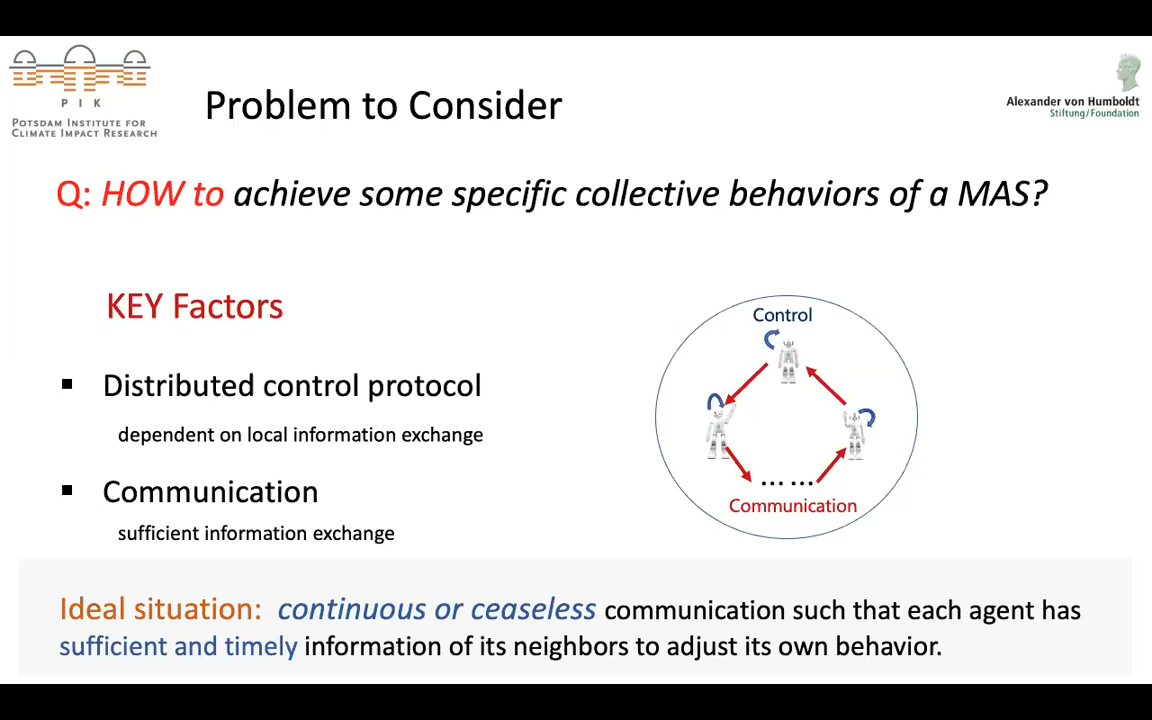 P I K
POTSDAM INSTITUTE FOR
CLIMATE IMPACT RESEARCH
Problem to Consider
Alexander von Humboldt
Stiftung/Foundation
Q: HOW to achieve some specific collective behaviors of a MAS?
KEY Factors
▪ Distributed control protocol
dependent on local information exchange
▪ Communication
sufficient information exchange
Control
... ...
Communication
Ideal situation: continuous or ceaseless communication such that each agent has
sufficient and timely information of its neighbors to adjust its own behavior.